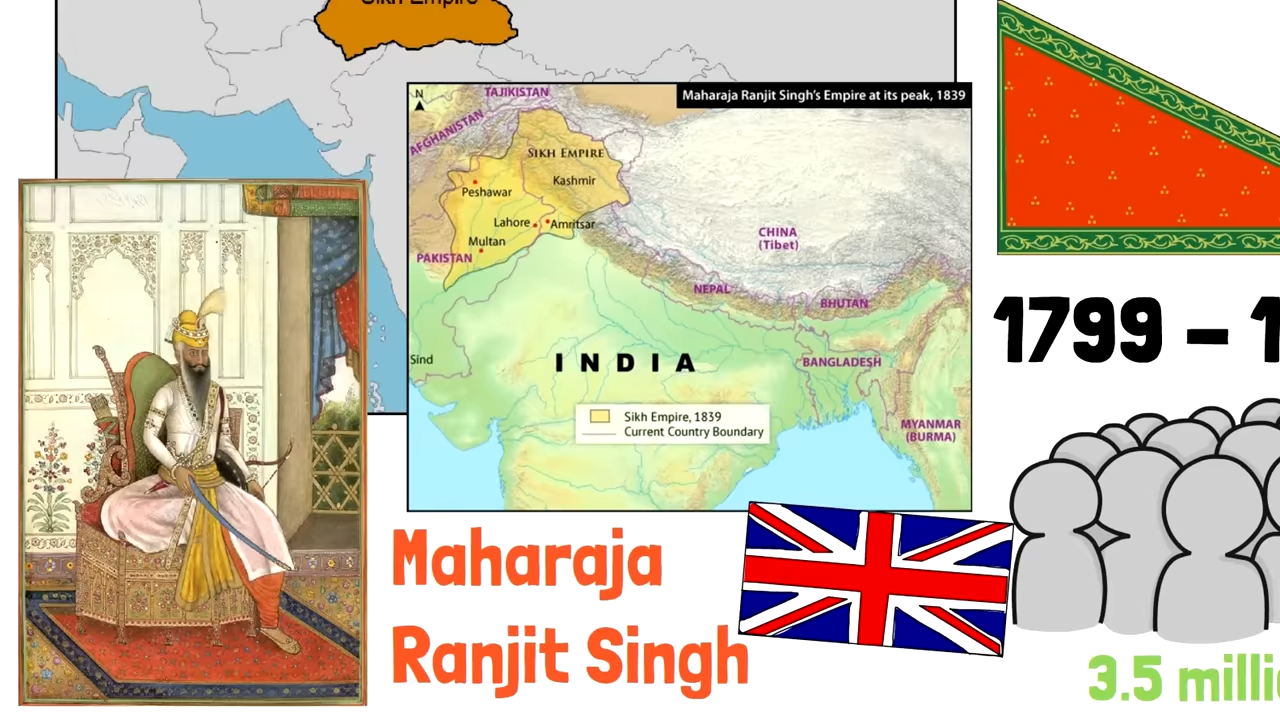 Sikh Empire
N
TAJIKISTAN
Maharaja Ranjit Singh's Empire at its peak, 1839
AFGHANISTAN
SIKH EMPIRE
Kashmir
Peshawar
Lahore
Amritsar
Multan
PAKISTAN
CHINA
(Tibet)
NEPAL
BHUTAN
Sind
INDIA
BANGLADESH
Sikh Empire, 1839
Current Country Boundary
MYANMAR
(BURMA)
1799 – 1
Maharaja
Ranjit Singh
3.5 milli